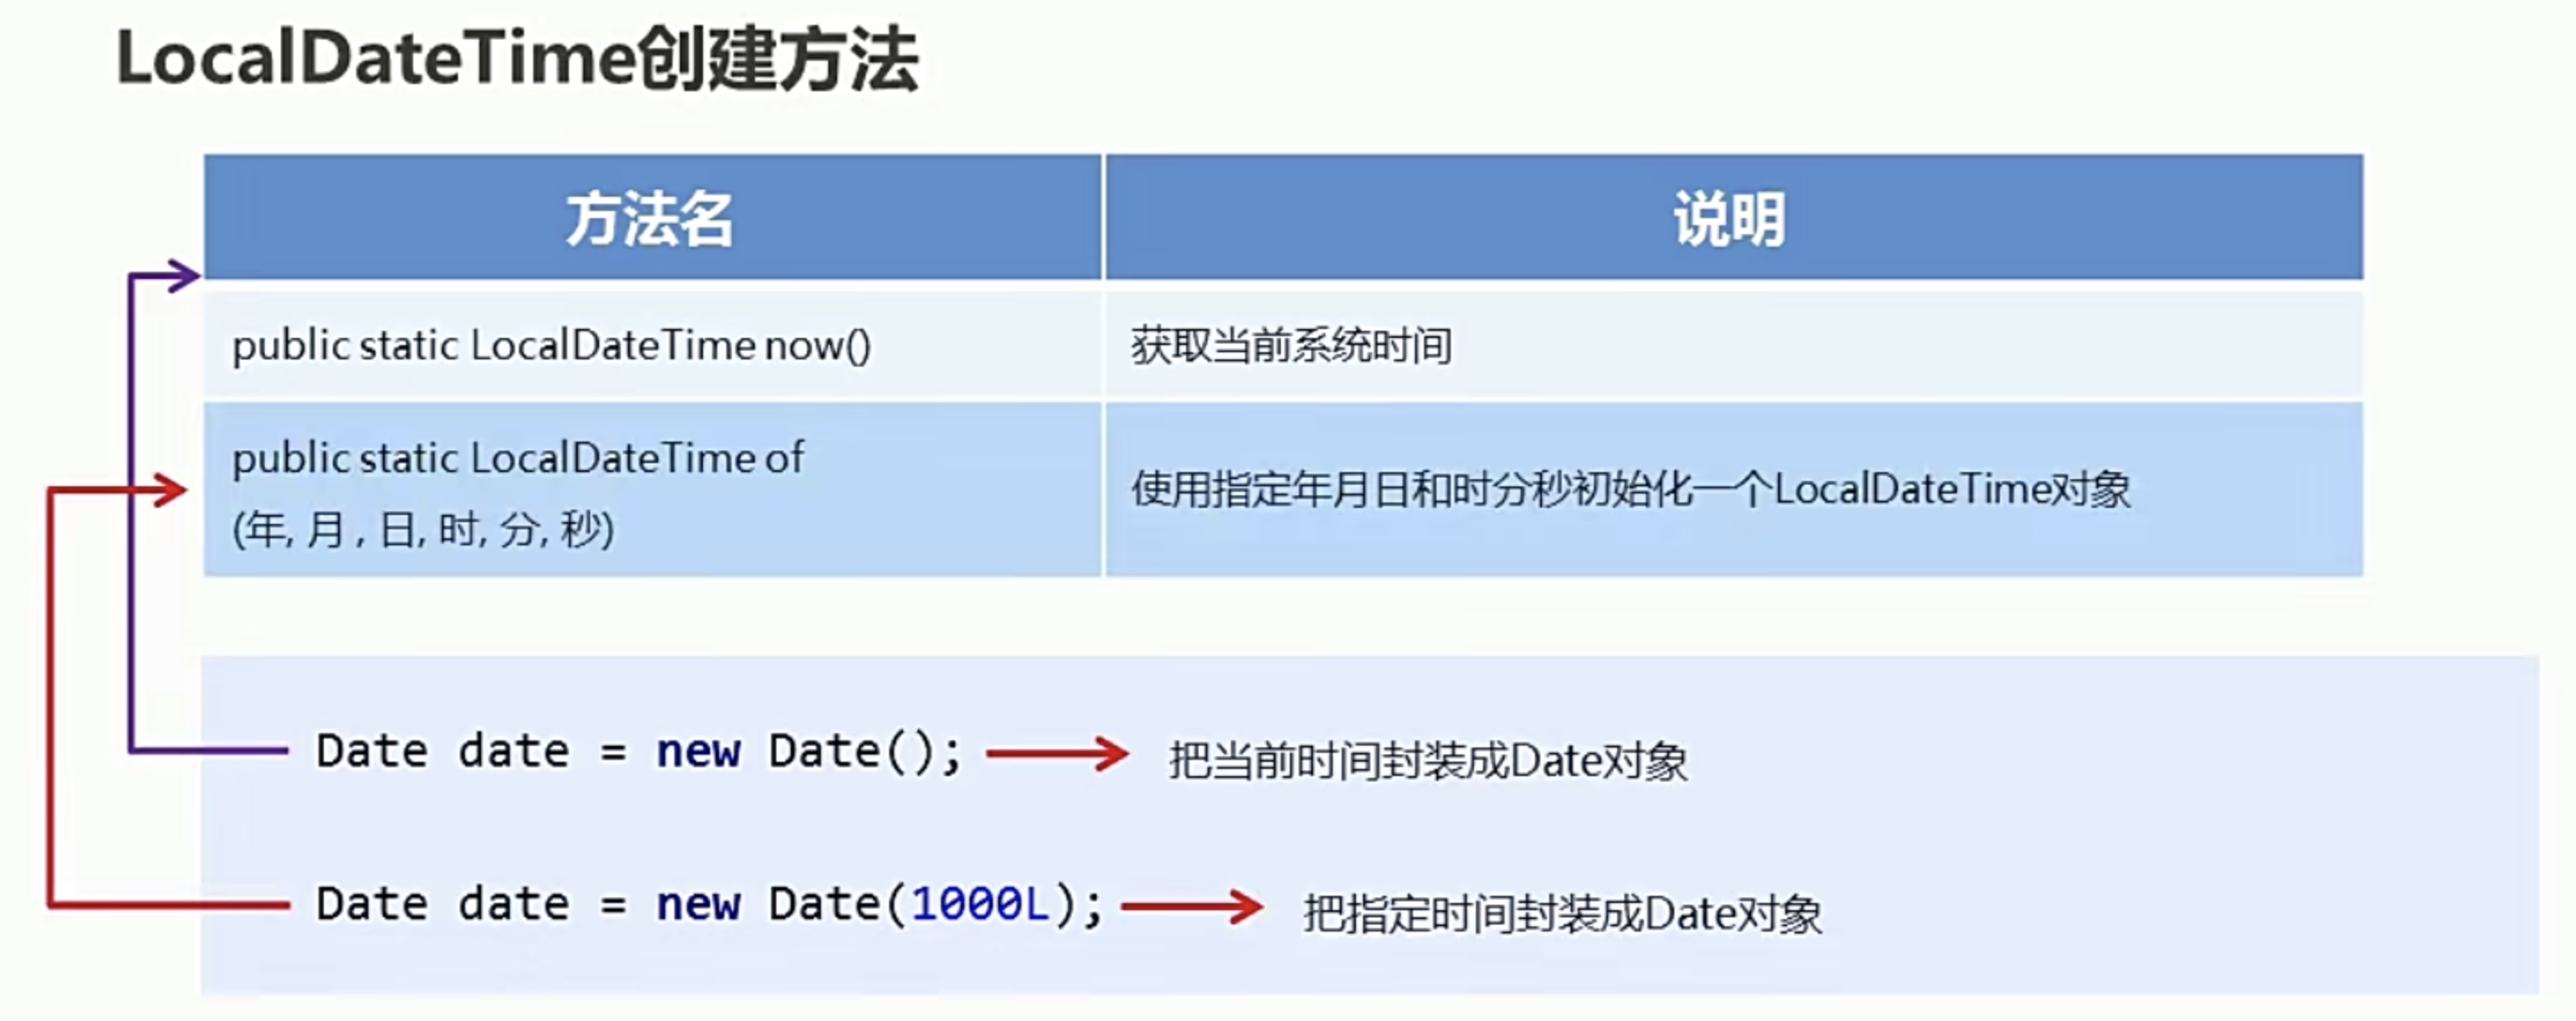 LocalDateTime创建方法
方法名 说明
public static LocalDateTime now() 获取当前系统时间
public static LocalDateTime of
(年, 月 , 日, 时, 分, 秒)
使用指定年月日和时分秒初始化一个LocalDateTime对象
Date date = new Date(); 把当前时间封装成Date对象
Date date = new Date(1000L); 把指定时间封装成Date对象